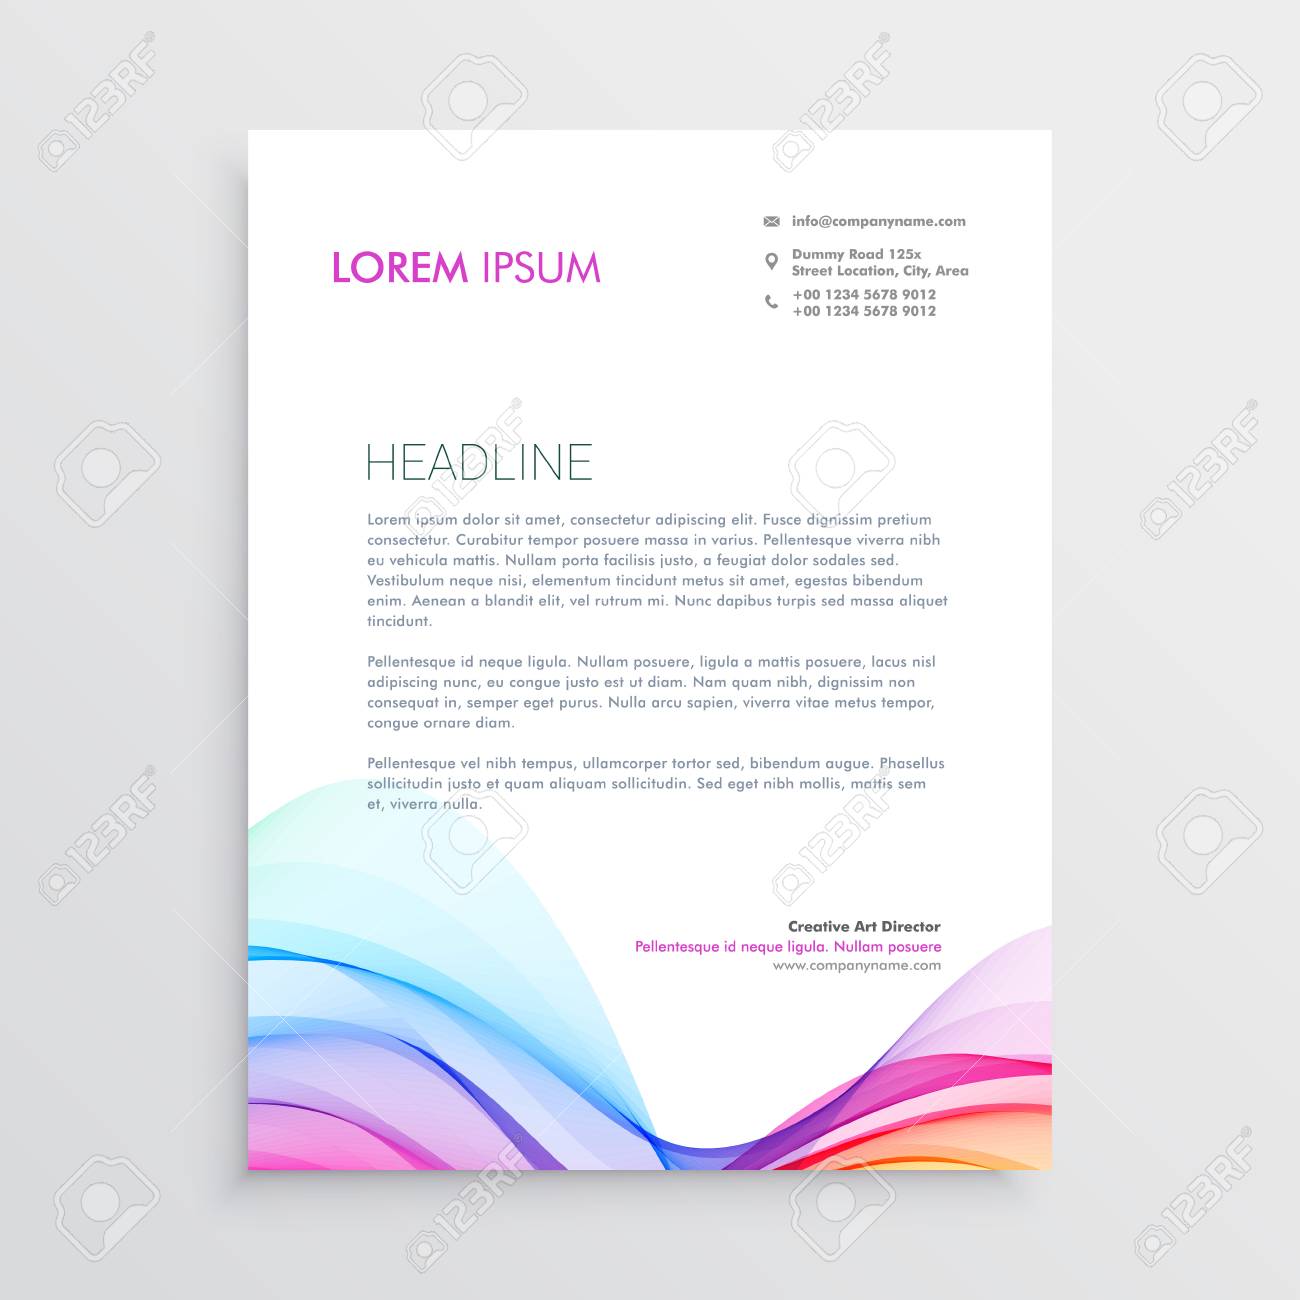 LOREM IPSUM
info@companyname.com
Dummy Road 125x
Street Location, City, Area
+00 1234 5678 9012
+00 1234 5678 9012
HEADLINE
Lorem ipsum dolor sit amet, consectetur adipiscing elit. Fusce dignissim pretium
consectetur. Curabitur tempor posuere massa in varius. Pellentesque viverra nibh
eu vehicula mattis. Nullam porta facilisis justo, a feugiat dolor sodales sed.
Vestibulum neque nisi, elementum tincidunt metus sit amet, egestas bibendum
enim. Aenean a blandit elit, vel rutrum mi. Nunc dapibus turpis sed massa aliquet
tincidunt.
Pellentesque id neque ligula. Nullam posuere, ligula a mattis posuere, lacus nisl
adipiscing nunc, eu congue justo est ut diam. Nam quam nibh, dignissim non
consequat in, semper eget purus. Nulla arcu sapien, viverra vitae metus tempor,
congue ornare diam.
Pellentesque vel nibh tempus, ullamcorper tortor sed, bibendum augue. Phasellus
sollicitudin justo et quam aliquam sollicitudin. Sed eget nibh mollis, mattis sem
et, viverra nulla.
Creative Art Director
Pellentesque id neque ligula. Nullam posuere
www.companyname.com
123RF
123RF
123RF
123RF
123RF
123RF
123RF
123RF